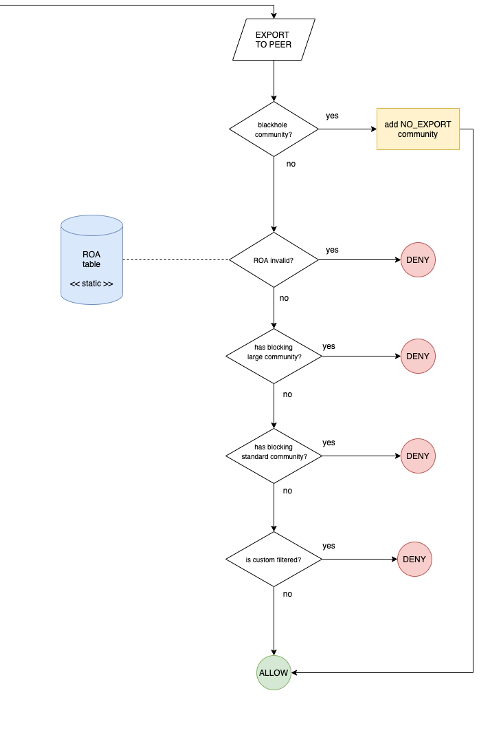 EXPORT
TO PEER
blackhole
community?
yes
add NO_EXPORT
community
no
ROA
table
<< static >>
ROA invalid?
yes
DENY
no
has blocking
large community?
yes
DENY
no
has blocking
standard community?
yes
DENY
no
is custom filtered?
yes
DENY
no
ALLOW